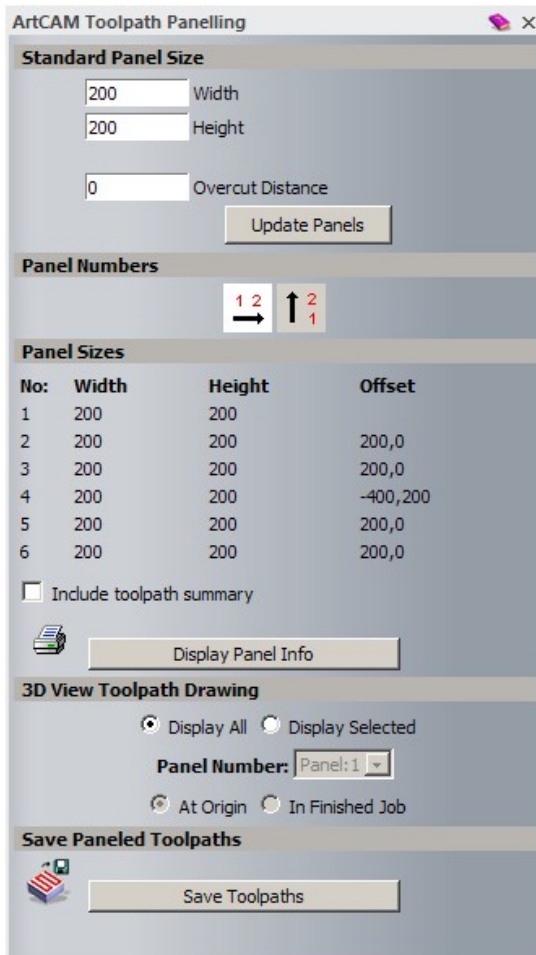 ArtCAM Toolpath Panelling
Standard Panel Size
200 Width
200 Height
0 Overcut Distance
Update Panels
Panel Numbers
1 2 2
1
Panel Sizes
No: Width Height Offset
1 200 200
2 200 200 200,0
3 200 200 200,0
4 200 200 -400,200
5 200 200 200,0
6 200 200 200,0
Include toolpath summary
Display Panel Info
3D View Toolpath Drawing
Display All Display Selected
Panel Number: Panel:1
At Origin In Finished Job
Save Paneled Toolpaths
Save Toolpaths